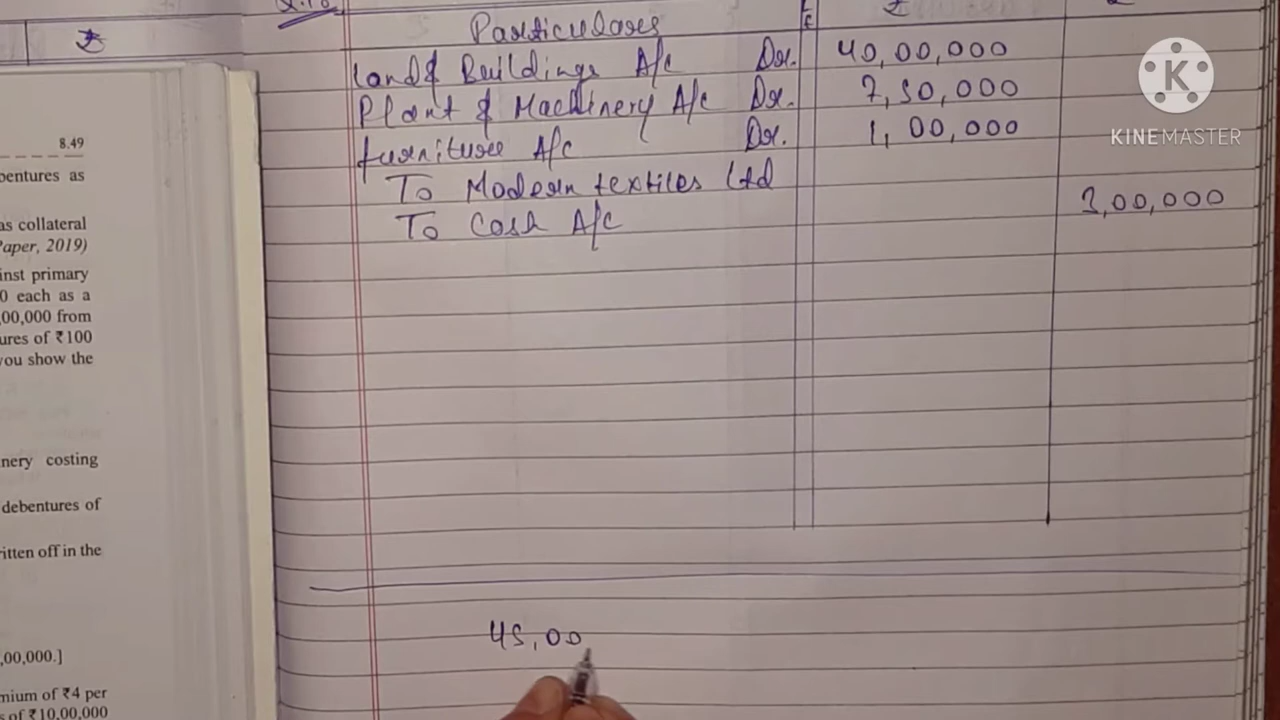 Particulars
₹
₹
Land & Buildings A/c Dr. 40,00,000
Plant & Machinery A/c Dr. 7,50,000
furniture A/c Dr. 1,00,000
To Modern textiles Ltd
To Cash A/c 3,00,000
45,00
KINEMASTER
8.49
bentures as
as collateral
Paper, 2019)
inst primary
0 each as a
,00,000 from
ures of ₹100
you show the
nery costing
debentures of
ritten off in the
,00,000.]
mium of ₹4 per
s of ₹10,00,000